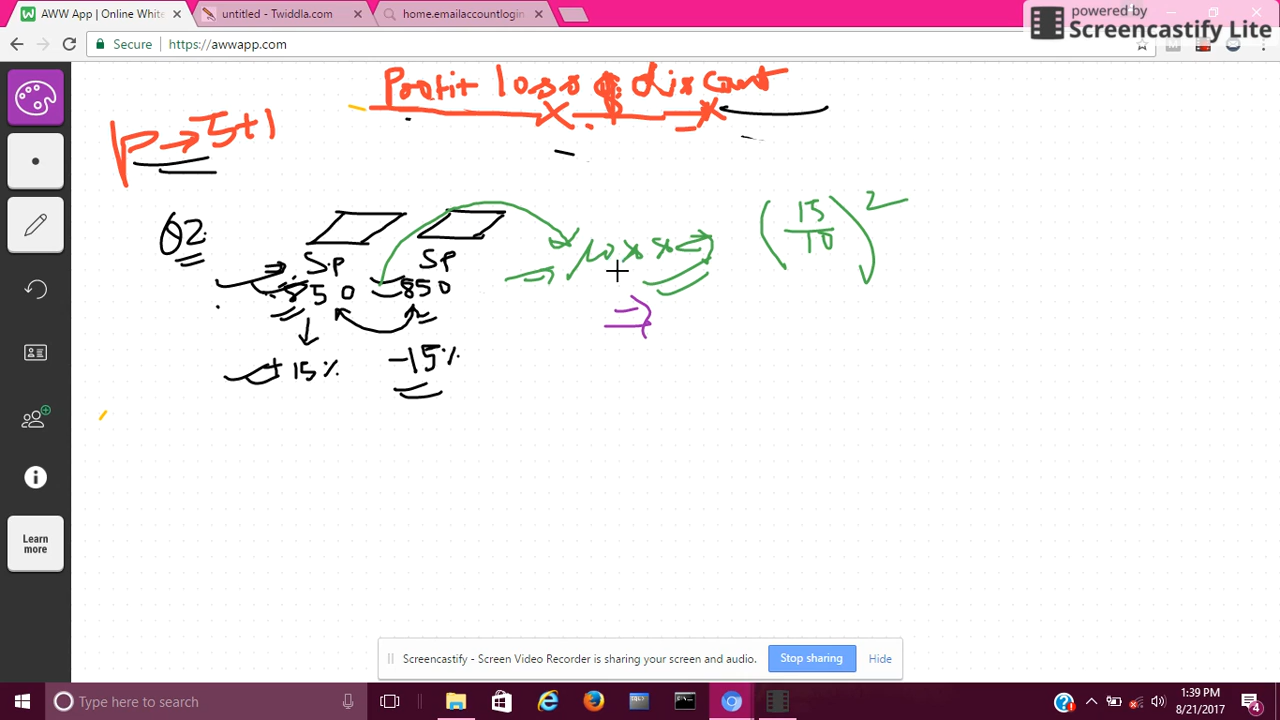 AWW App | Online White
untitled - Twiddla.com
home.emailaccountlogin
powered by
Screencastify Lite
Secure
https://awwapp.com
Profit loss & discount
P → 5+1
Q2
S.P
SP
850
850
+15%
-15%
loss
(15/10)²
Learn
more
Screencastify - Screen Video Recorder is sharing your screen and audio.
Stop sharing
Hide
Type here to search
1:39 PM
8/21/2017
4